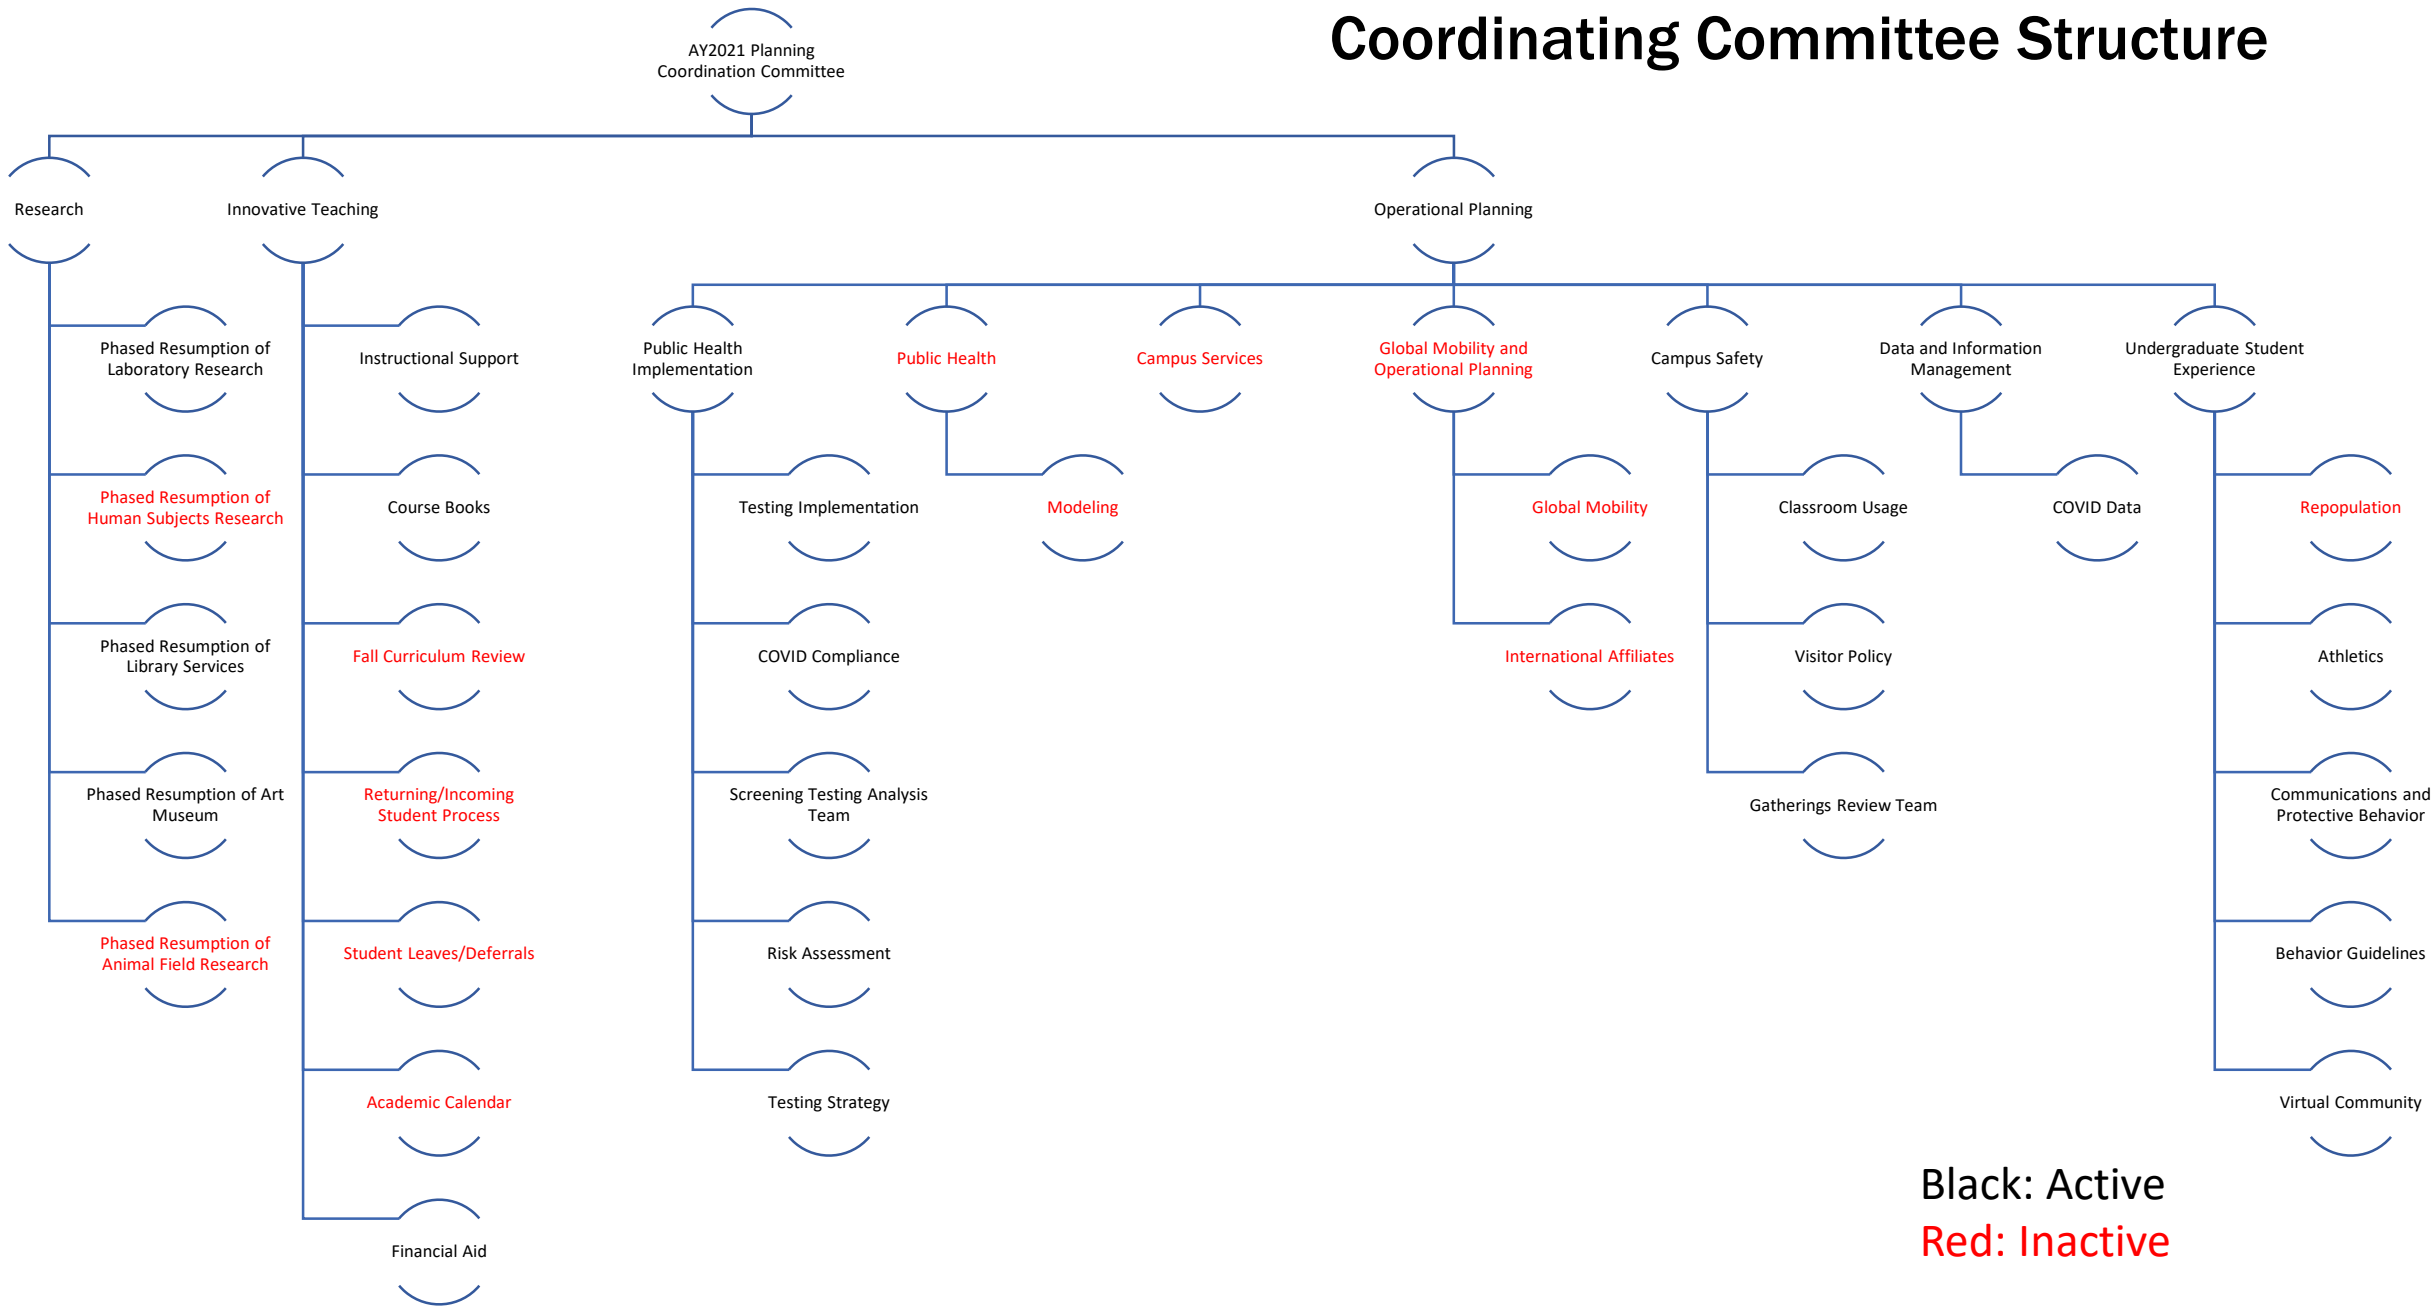 Coordinating Committee Structure
AY2021 Planning
Coordination Committee
Research
Innovative Teaching
Operational Planning
Phased Resumption of
Laboratory Research
Phased Resumption of
Human Subjects Research
Phased Resumption of
Library Services
Phased Resumption of Art
Museum
Phased Resumption of
Animal Field Research
Instructional Support
Course Books
Fall Curriculum Review
Returning/Incoming
Student Process
Student Leaves/Deferrals
Academic Calendar
Financial Aid
Public Health
Implementation
Testing Implementation
COVID Compliance
Screening Testing Analysis
Team
Risk Assessment
Testing Strategy
Public Health
Modeling
Campus Services
Global Mobility and
Operational Planning
Global Mobility
International Affiliates
Campus Safety
Classroom Usage
Visitor Policy
Gatherings Review Team
Data and Information
Management
COVID Data
Undergraduate Student
Experience
Repopulation
Athletics
Communications and
Protective Behavior
Behavior Guidelines
Virtual Community
Black: Active
Red: Inactive